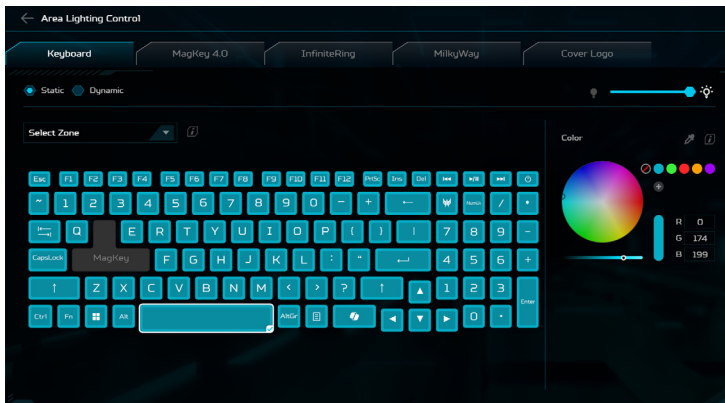 Area Lighting Control
Keyboard MagKey 4.0 InfiniteRing MilkyWay Cover Logo
Static Dynamic
Select Zone
Color
Esc F1 F2 F3 F4 F5 F6 F7 F8 F9 F10 F11 F12 PrtSc Ins Del
~ 1 2 3 4 5 6 7 8 9 0 - + NumLk / *
Q E R T Y U I O P ( ) | 7 8 9 -
CapsLock MagKey F G H J K L : " 4 5 6 +
Z X C V B N M < > ? 1 2 3 Enter
Ctrl Fn Alt AltGr 0 .
R 0
G 174
B 199